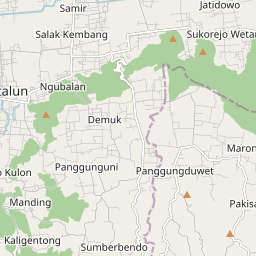 Jatidowo
Samir
Salak Kembang
Sukorejo Wetan
Ngubalan
talun
Demuk
Maron
Panggunguni
Panggungduwet
o Kulon
Manding
Pakisa
Kaligentong
Sumberbendo